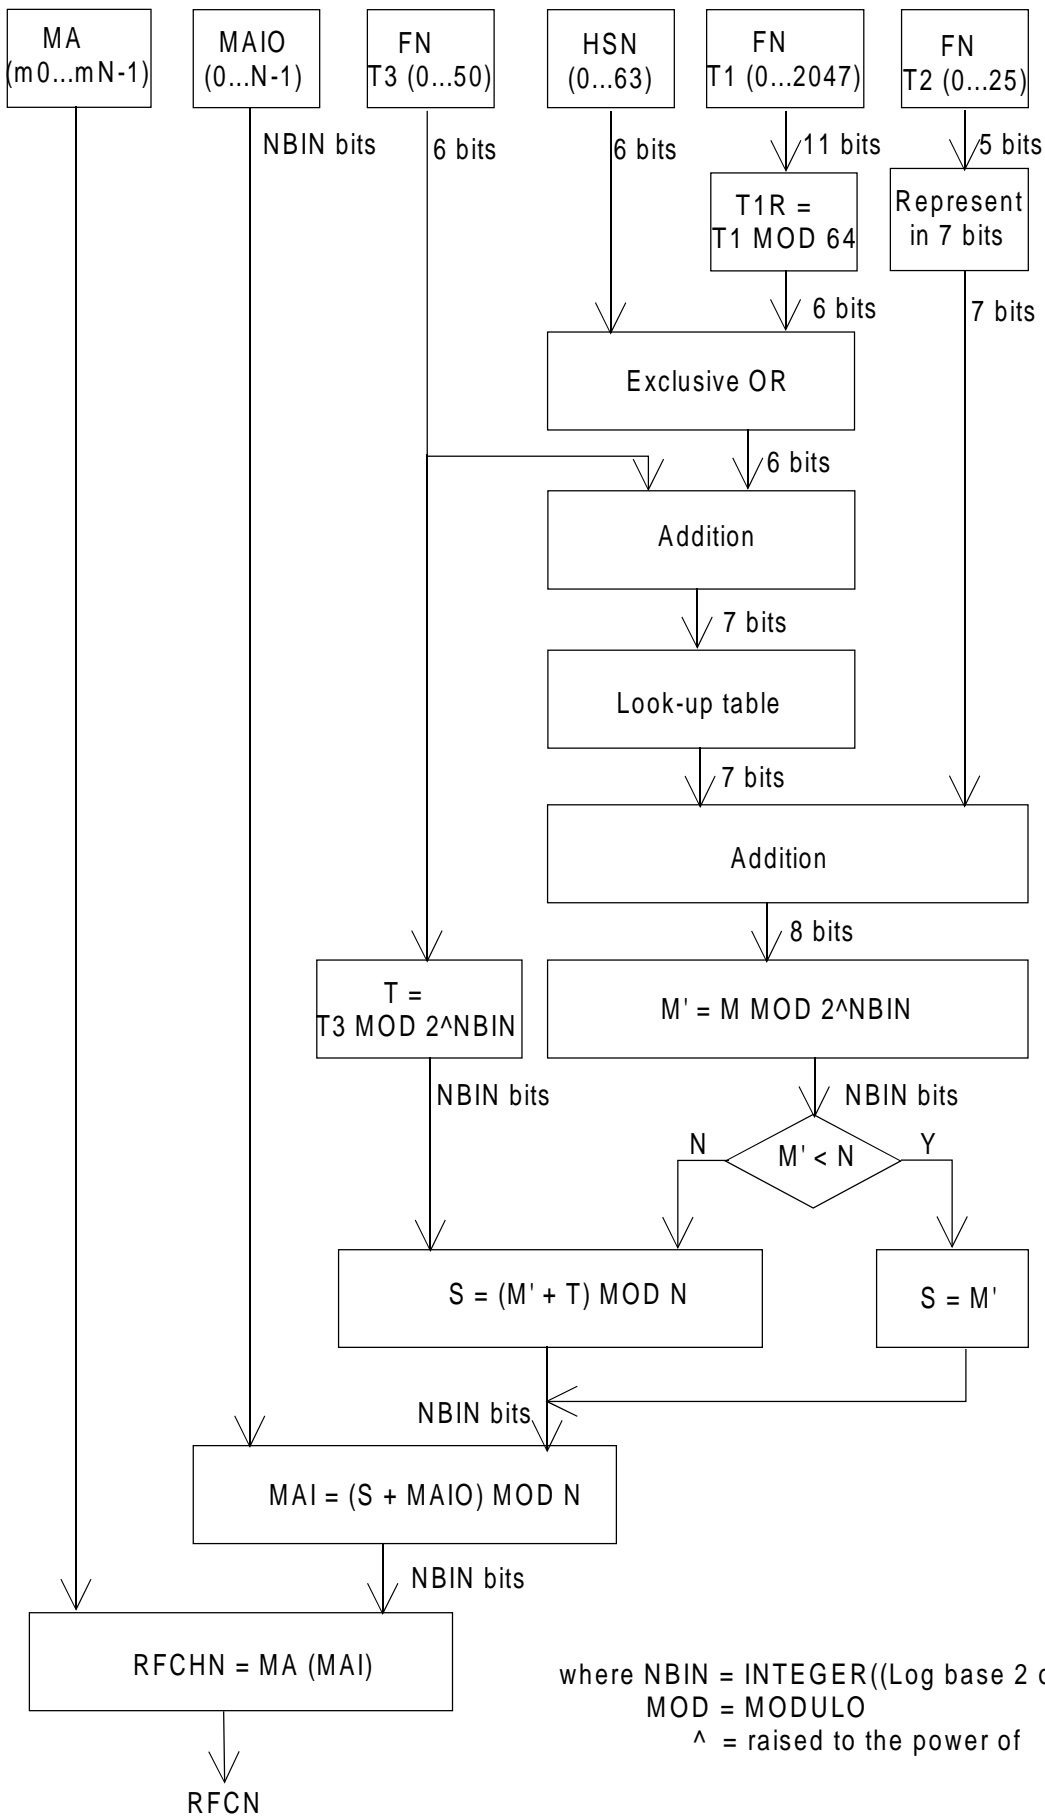 MA
(m0...mN-1)
MAIO
(0...N-1)
FN
T3 (0...50)
HSN
(0...63)
FN
T1 (0...2047)
FN
T2 (0...25)
NBIN bits
6 bits
6 bits
11 bits
5 bits
T1R =
T1 MOD 64
Represent
in 7 bits
6 bits
7 bits
Exclusive OR
6 bits
Addition
7 bits
Look-up table
7 bits
Addition
8 bits
T =
T3 MOD 2^NBIN
M' = M MOD 2^NBIN
NBIN bits
NBIN bits
N
M' < N
Y
S = (M' + T) MOD N
S = M'
NBIN bits
MAI = (S + MAIO) MOD N
NBIN bits
RFCHN = MA (MAI)
where NBIN = INTEGER((Log base 2
MOD = MODULO
^ = raised to the power of
RFCN